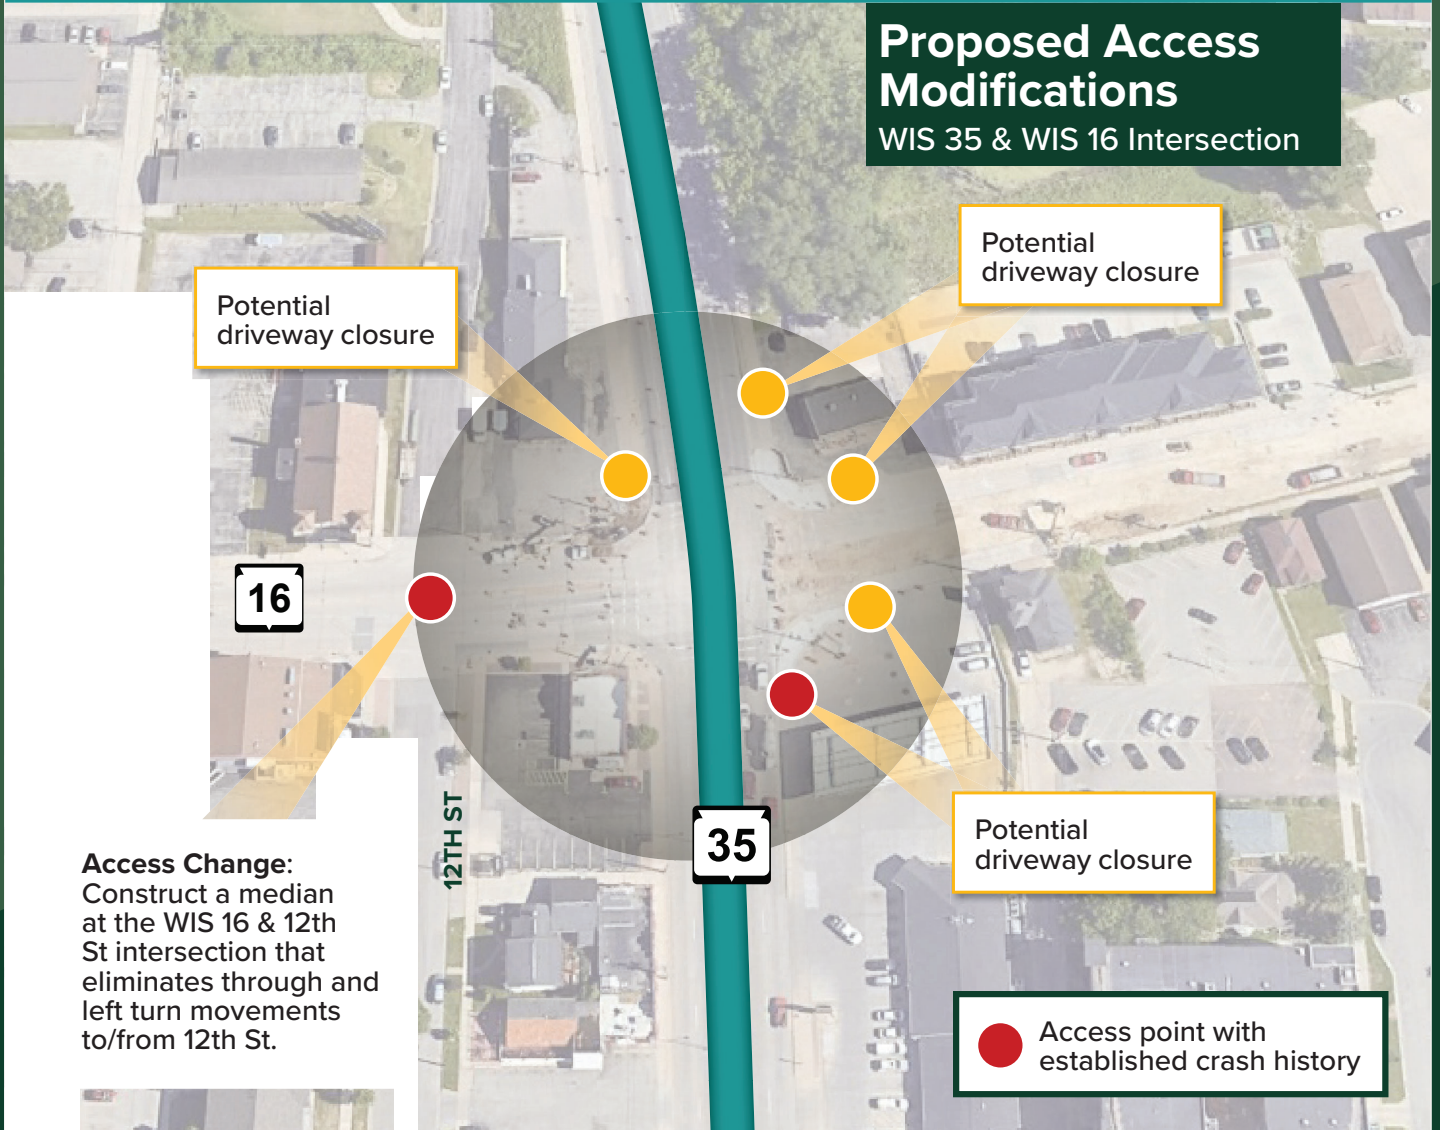 Proposed Access
Modifications
WIS 35 & WIS 16 Intersection
Potential
driveway closure
Potential
driveway closure
16
12TH ST
35
Potential
driveway closure
Access Change:
Construct a median
at the WIS 16 & 12th
St intersection that
eliminates through and
left turn movements
to/from 12th St.
Access point with
established crash history